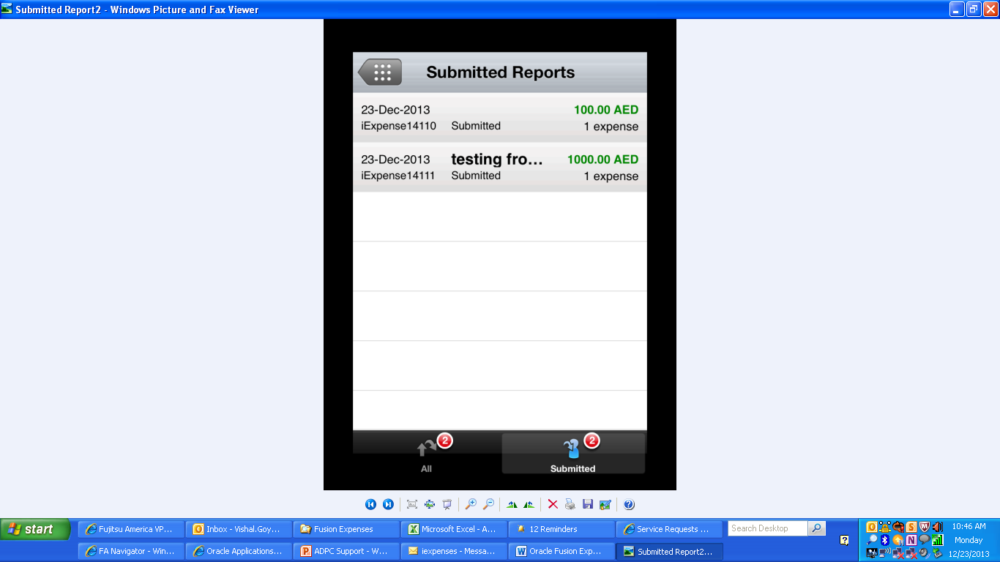 Submitted Report2 - Windows Picture and Fax Viewer
Submitted Reports
23-Dec-2013 100.00 AED
iExpense14110 Submitted 1 expense
23-Dec-2013 testing fro... 1000.00 AED
iExpense14111 Submitted 1 expense
2 2
All Submitted
start Fujitsu America VP... Inbox - Vishal.Goy... Fusion Expenses Microsoft Excel - A... 12 Reminders Service Requests ... Search Desktop 10:46 AM
Monday
FA Navigator - Win... Oracle Applications... ADPC Support - W... iexpenses - Messa... Oracle Fusion Exp... Submitted Report2... 12/23/2013